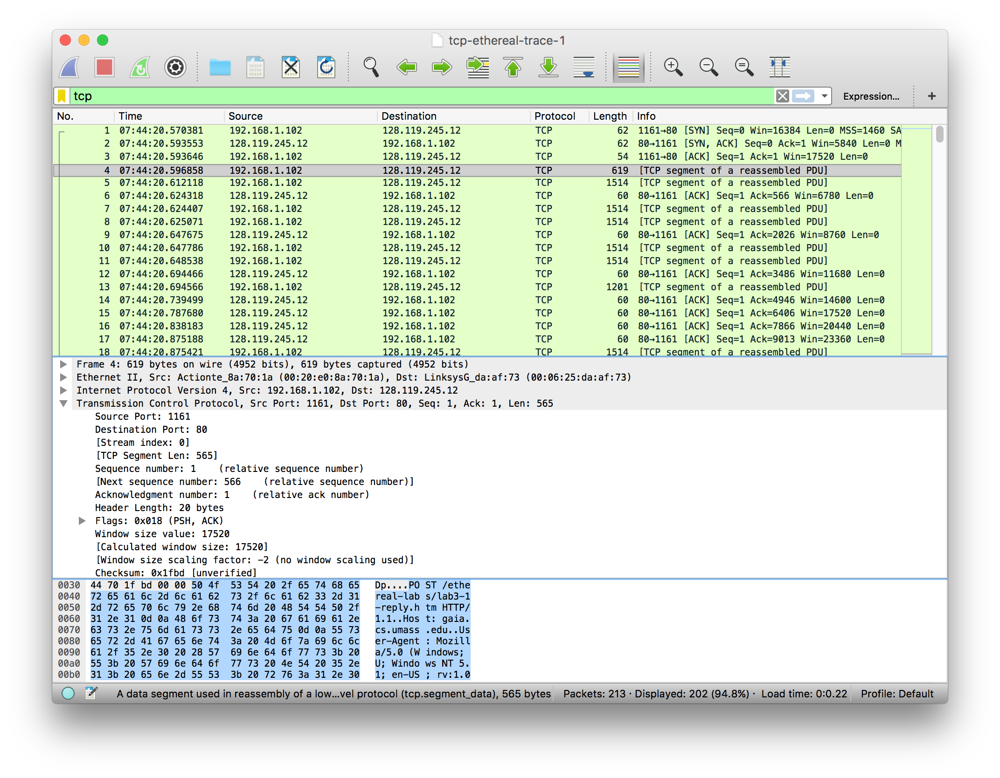 tcp-ethereal-trace-1
tcp
Expression...
+
No. Time Source Destination Protocol Length Info
1 07:44:20.570381 192.168.1.102 128.119.245.12 TCP 62 1161→80 [SYN] Seq=0 Win=16384 Len=0 MSS=1460 SA
2 07:44:20.593553 128.119.245.12 192.168.1.102 TCP 62 80→1161 [SYN, ACK] Seq=0 Ack=1 Win=5840 Len=0 M
3 07:44:20.593646 192.168.1.102 128.119.245.12 TCP 54 1161→80 [ACK] Seq=1 Ack=1 Win=17520 Len=0
4 07:44:20.596858 192.168.1.102 128.119.245.12 TCP 619 [TCP segment of a reassembled PDU]
5 07:44:20.612118 192.168.1.102 128.119.245.12 TCP 1514 [TCP segment of a reassembled PDU]
6 07:44:20.624318 128.119.245.12 192.168.1.102 TCP 60 80→1161 [ACK] Seq=1 Ack=566 Win=6780 Len=0
7 07:44:20.624407 192.168.1.102 128.119.245.12 TCP 1514 [TCP segment of a reassembled PDU]
8 07:44:20.625071 192.168.1.102 128.119.245.12 TCP 1514 [TCP segment of a reassembled PDU]
9 07:44:20.647675 128.119.245.12 192.168.1.102 TCP 60 80→1161 [ACK] Seq=1 Ack=2026 Win=8760 Len=0
10 07:44:20.647786 192.168.1.102 128.119.245.12 TCP 1514 [TCP segment of a reassembled PDU]
11 07:44:20.648538 192.168.1.102 128.119.245.12 TCP 1514 [TCP segment of a reassembled PDU]
12 07:44:20.694466 128.119.245.12 192.168.1.102 TCP 60 80→1161 [ACK] Seq=1 Ack=3486 Win=11680 Len=0
13 07:44:20.694566 192.168.1.102 128.119.245.12 TCP 1201 [TCP segment of a reassembled PDU]
14 07:44:20.739499 128.119.245.12 192.168.1.102 TCP 60 80→1161 [ACK] Seq=1 Ack=4946 Win=14600 Len=0
15 07:44:20.787680 128.119.245.12 192.168.1.102 TCP 60 80→1161 [ACK] Seq=1 Ack=6406 Win=17520 Len=0
16 07:44:20.838183 128.119.245.12 192.168.1.102 TCP 60 80→1161 [ACK] Seq=1 Ack=7866 Win=20440 Len=0
17 07:44:20.875188 128.119.245.12 192.168.1.102 TCP 60 80→1161 [ACK] Seq=1 Ack=9013 Win=23360 Len=0
18 07:44:20.875421 192.168.1.102 128.119.245.12 TCP 1514 [TCP segment of a reassembled PDU]
Frame 4: 619 bytes on wire (4952 bits), 619 bytes captured (4952 bits)
Ethernet II, Src: Actionte_8a:70:1a (00:20:e0:8a:70:1a), Dst: LinksysG_da:af:73 (00:06:25:da:af:73)
Internet Protocol Version 4, Src: 192.168.1.102, Dst: 128.119.245.12
Transmission Control Protocol, Src Port: 1161, Dst Port: 80, Seq: 1, Ack: 1, Len: 565
Source Port: 1161
Destination Port: 80
[Stream index: 0]
[TCP Segment Len: 565]
Sequence number: 1 (relative sequence number)
[Next sequence number: 566 (relative sequence number)]
Acknowledgment number: 1 (relative ack number)
Header Length: 20 bytes
Flags: 0x018 (PSH, ACK)
Window size value: 17520
[Calculated window size: 17520]
[Window size scaling factor: -2 (no window scaling used)]
Checksum: 0x1fbd [unverified]
0030 44 70 1f bd 00 00 50 4f 53 54 20 2f 65 74 68 65 Dp....PO ST /ethe
0040 72 65 61 6c 2d 6c 61 62 73 2f 6c 61 62 33 2d 31 real-lab s/lab3-1
0050 2d 72 65 70 6c 79 2e 68 74 6d 20 48 54 54 50 2f -reply.h tm HTTP/
0060 31 2e 31 0d 0a 48 6f 73 74 3a 20 67 61 69 61 2e 1.1..Hos t: gaia.
0070 63 73 2e 75 6d 61 73 73 2e 65 64 75 0d 0a 55 73 cs.umass .edu..Us
0080 65 72 2d 41 67 65 6e 74 3a 20 4d 6f 7a 69 6c 6c er-Agent : Mozill
0090 61 2f 35 2e 30 20 28 57 69 6e 64 6f 77 73 3b 20 a/5.0 (W indows;
00a0 55 3b 20 57 69 6e 64 6f 77 73 20 4e 54 20 35 2e U; Windo ws NT 5.
00b0 31 3b 20 65 6e 2d 55 53 3b 20 72 76 3a 31 2e 30 1; en-US ; rv:1.0
A data segment used in reassembly of a low...vel protocol (tcp.segment_data), 565 bytes Packets: 213 · Displayed: 202 (94.8%) · Load time: 0:0.22 Profile: Default